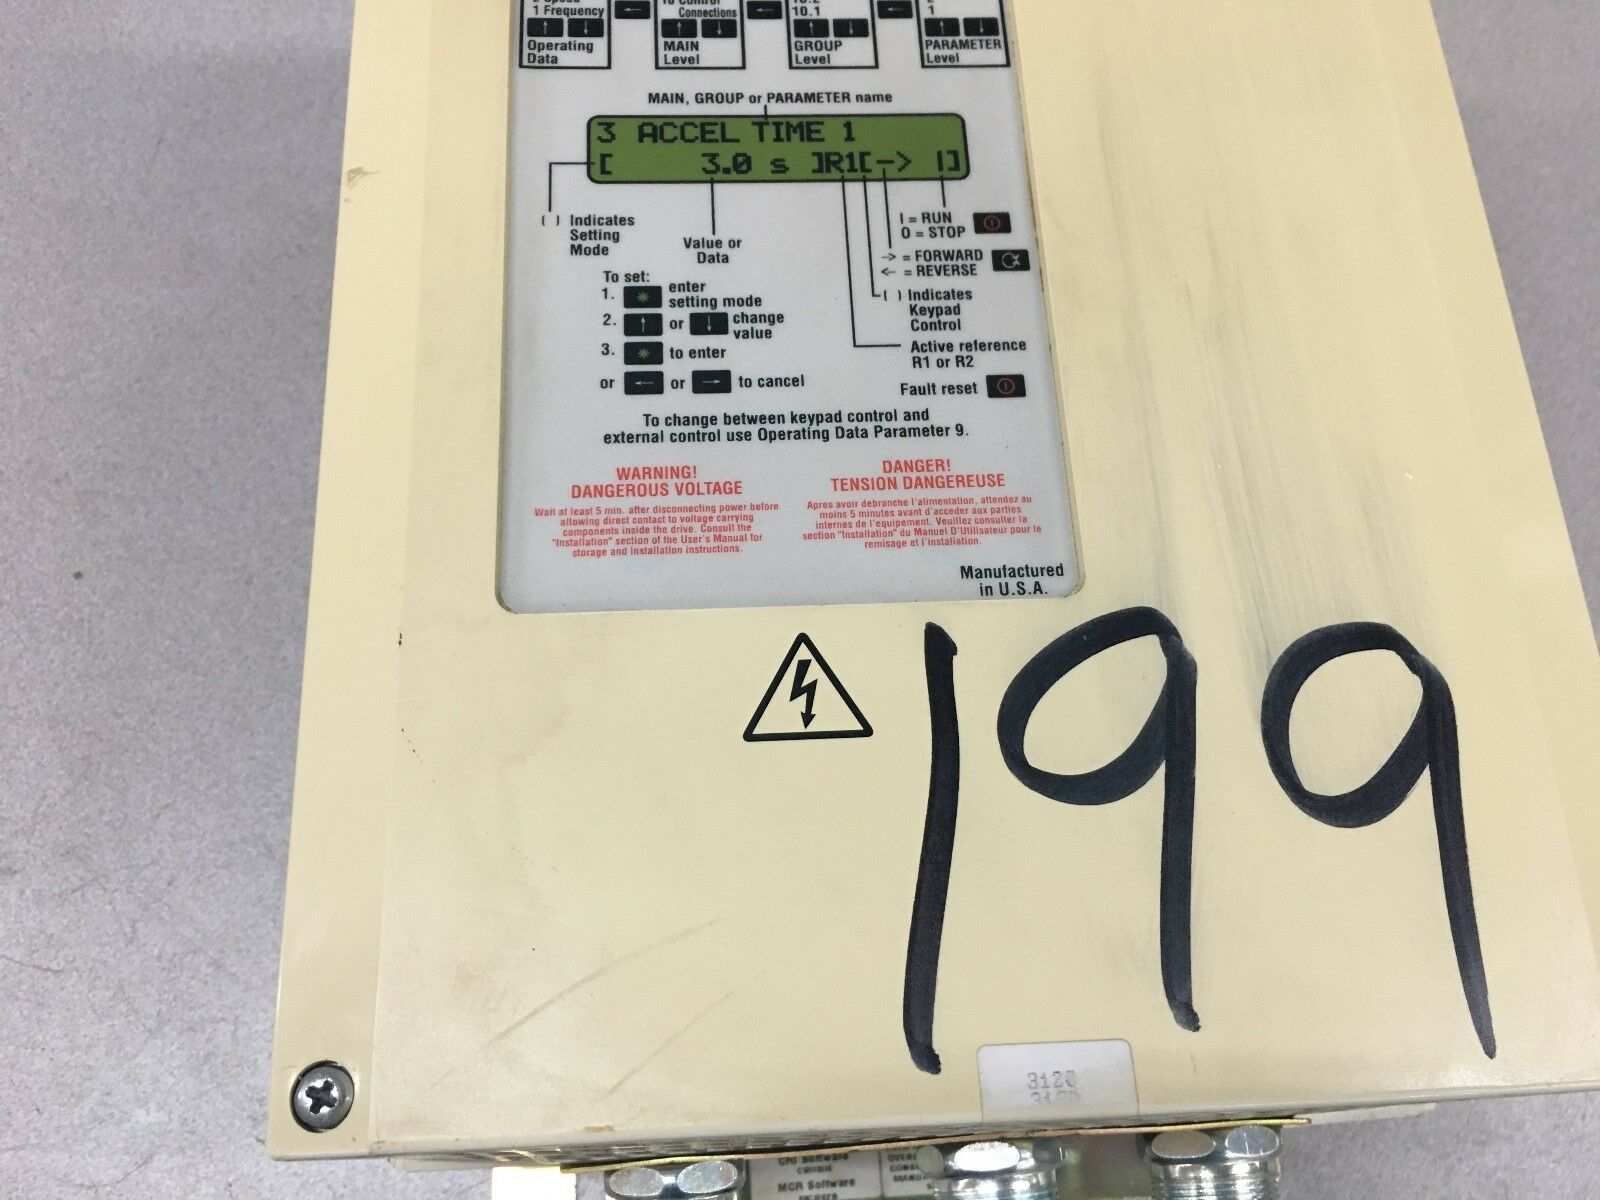 1 Frequency
Connections
10.1
1
Operating
Data
MAIN
Level
GROUP
Level
PARAMETER
Level
MAIN, GROUP or PARAMETER name
3 ACCEL TIME 1
[ 3.0 s ]R1[-> I]
( ) Indicates
Setting
Mode
Value or
Data
I = RUN
O = STOP
-> = FORWARD
<- = REVERSE
( ) Indicates
Keypad
Control
Active reference
R1 or R2
Fault reset
To set:
1. * enter
setting mode
2. ↑ or ↓ change
value
3. * to enter
or ← or → to cancel
To change between keypad control and
external control use Operating Data Parameter 9.
WARNING!
DANGEROUS VOLTAGE
Wait at least 5 min. after disconnecting power before
allowing direct contact to voltage carrying
components inside the drive. Consult the
"Installation" section of the User's Manual for
storage and installation instructions.
DANGER!
TENSION DANGEREUSE
Apres avoir debranche l'alimentation, attendez au
moins 5 minutes avant d'acceder aux parties
internes de l'equipement. Veuillez consulter la
section "Installation" du Manuel D'Utilisateur pour le
remisage et l'installation.
Manufactured
in U.S.A.
199
3120
3120
CRI Software
MCR Software